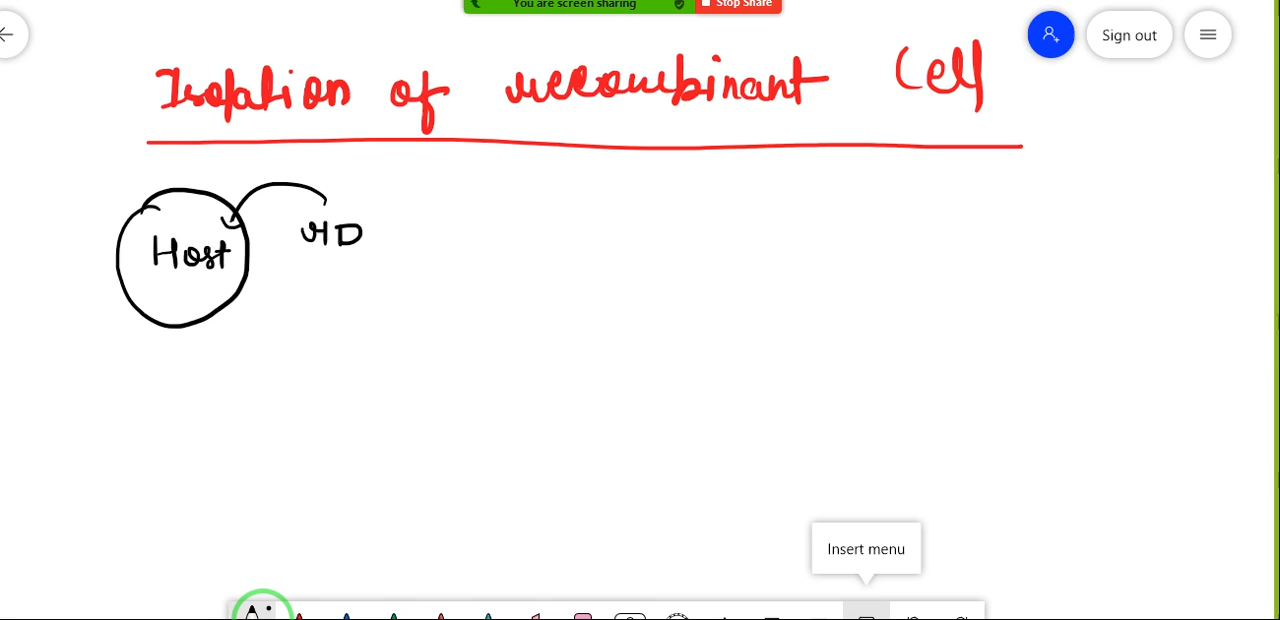 You are screen sharing
Stop Share
Sign out
Isolation of recombinant Cell
Host
rD
Insert menu